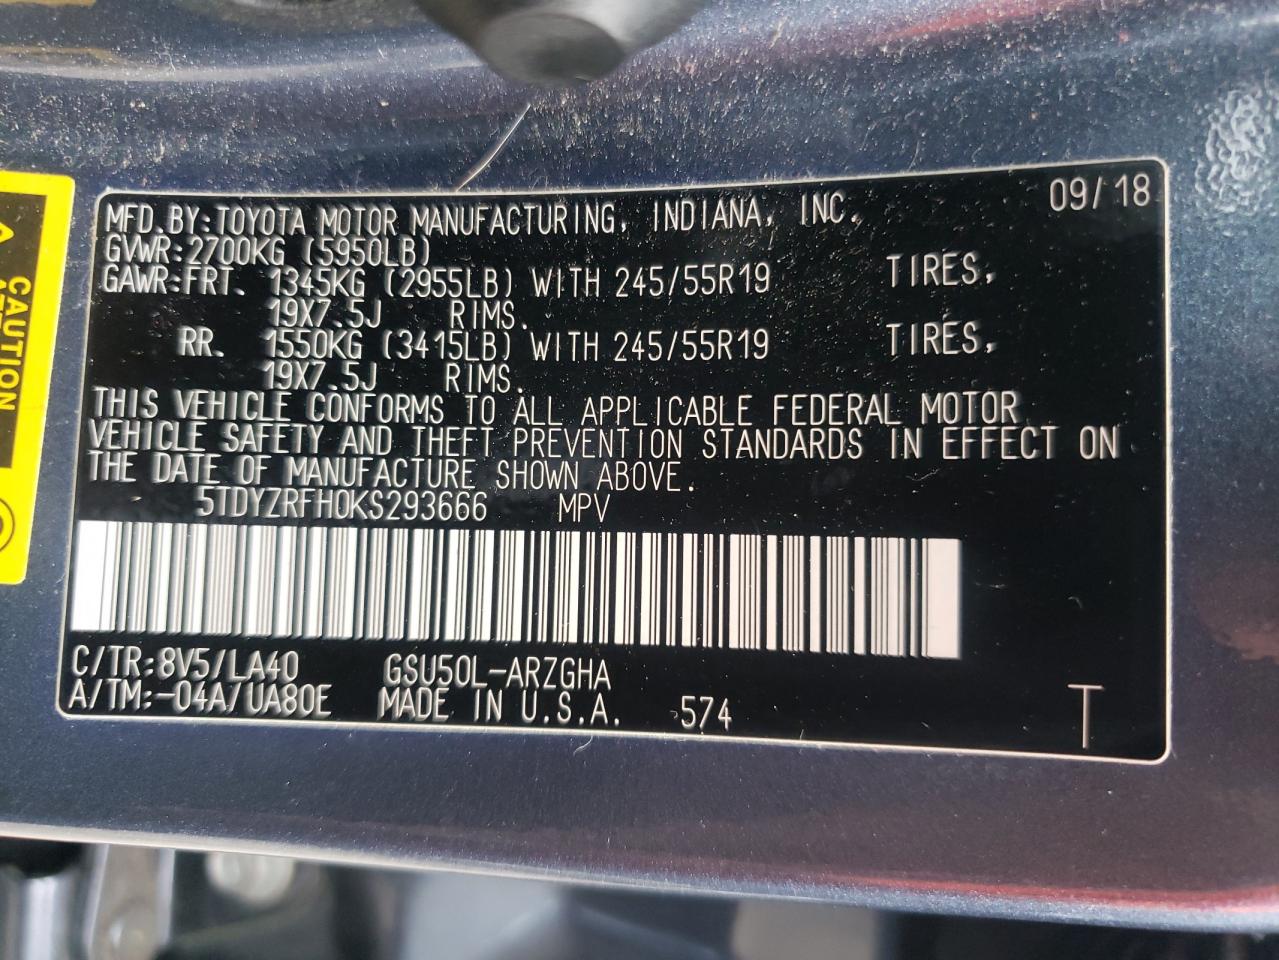 CAUTION
MFD.BY:TOYOTA MOTOR MANUFACTURING, INDIANA, INC. 09/18
GVWR:2700KG (5950LB)
GAWR:FRT. 1345KG (2955LB) WITH 245/55R19 TIRES,
19X7.5J RIMS.
RR. 1550KG (3415LB) WITH 245/55R19 TIRES,
19X7.5J RIMS.
THIS VEHICLE CONFORMS TO ALL APPLICABLE FEDERAL MOTOR
VEHICLE SAFETY AND THEFT PREVENTION STANDARDS IN EFFECT ON
THE DATE OF MANUFACTURE SHOWN ABOVE.
5TDYZRFH0KS293666 MPV
C/TR:8V5/LA40 GSU50L-ARZGHA
A/TM:-04A/UA80E MADE IN U.S.A. 574 T